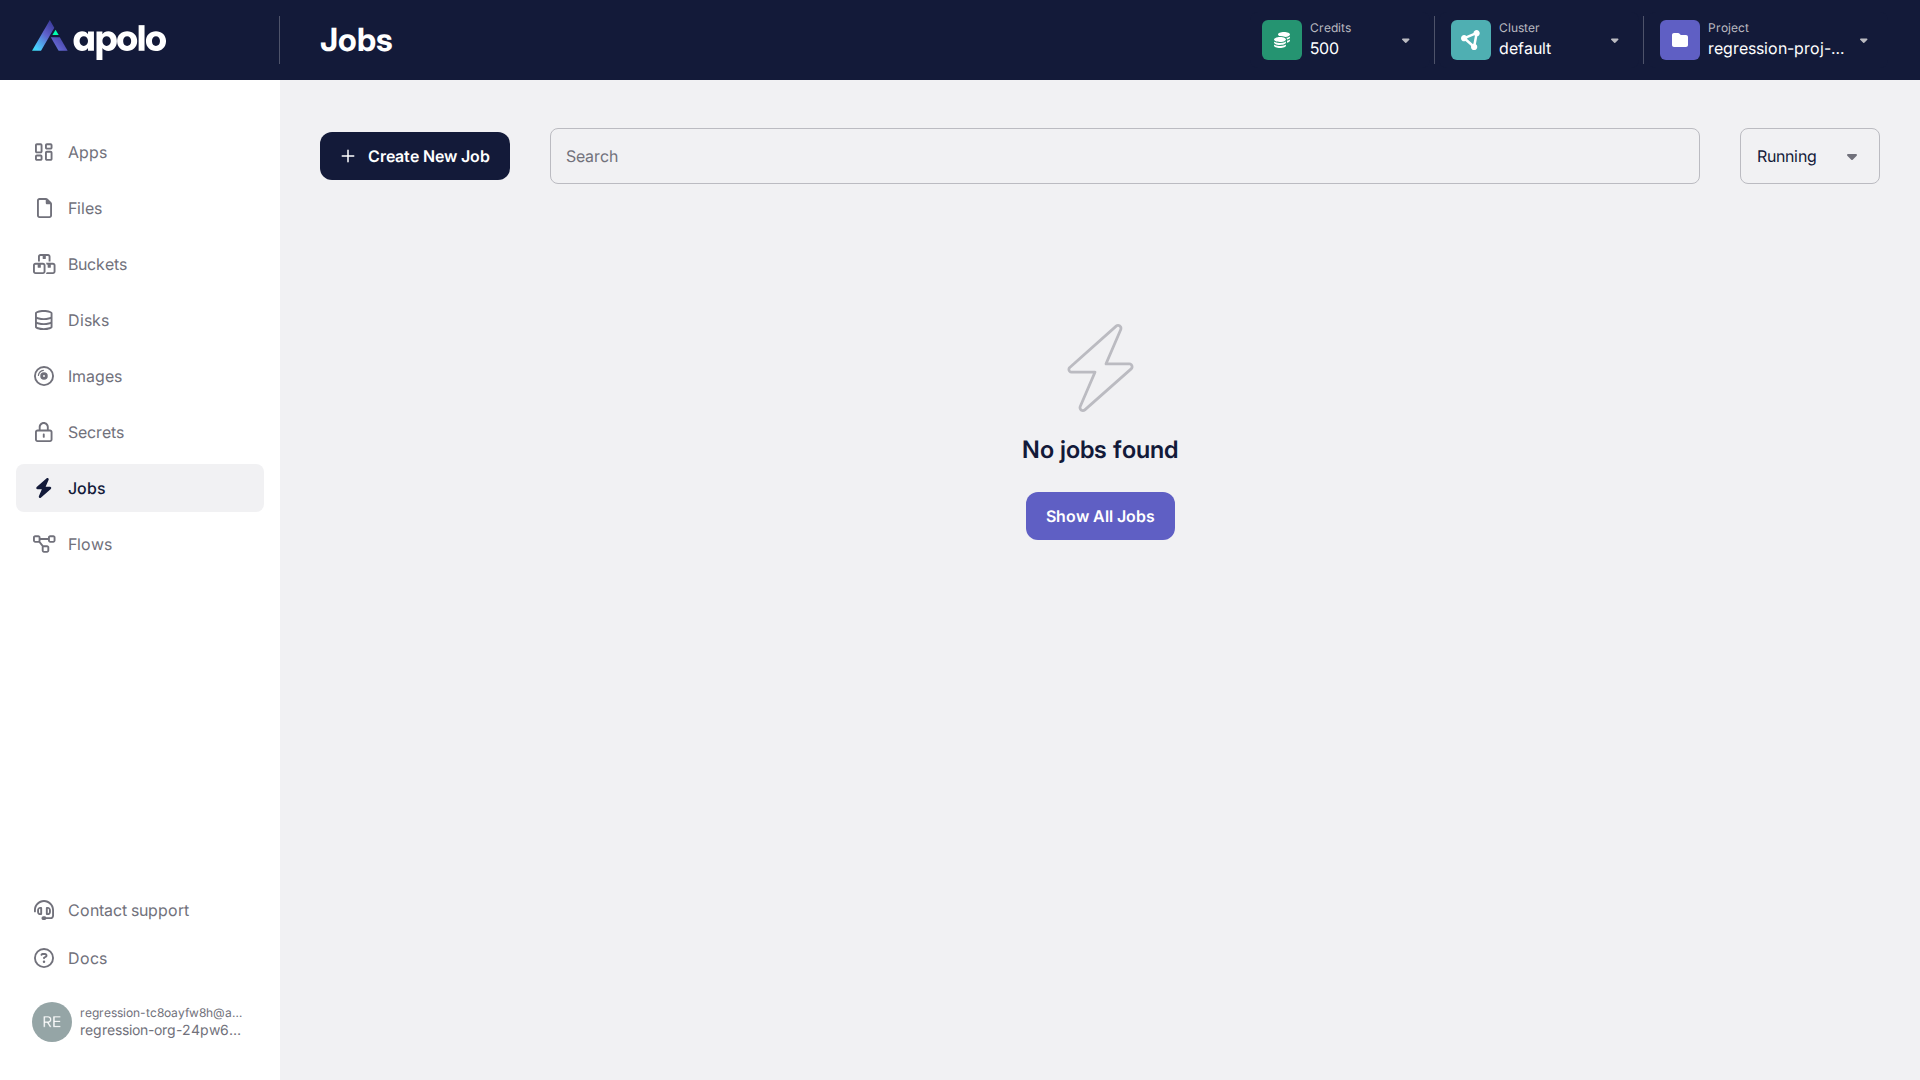 apolo
Jobs
Credits
500
Cluster
default
Project
regression-proj-...
Apps
Files
Buckets
Disks
Images
Secrets
Jobs
Flows
Create New Job
Search
Running
No jobs found
Show All Jobs
Contact support
Docs
RE
regression-tc8oayfw8h@a...
regression-org-24pw6...